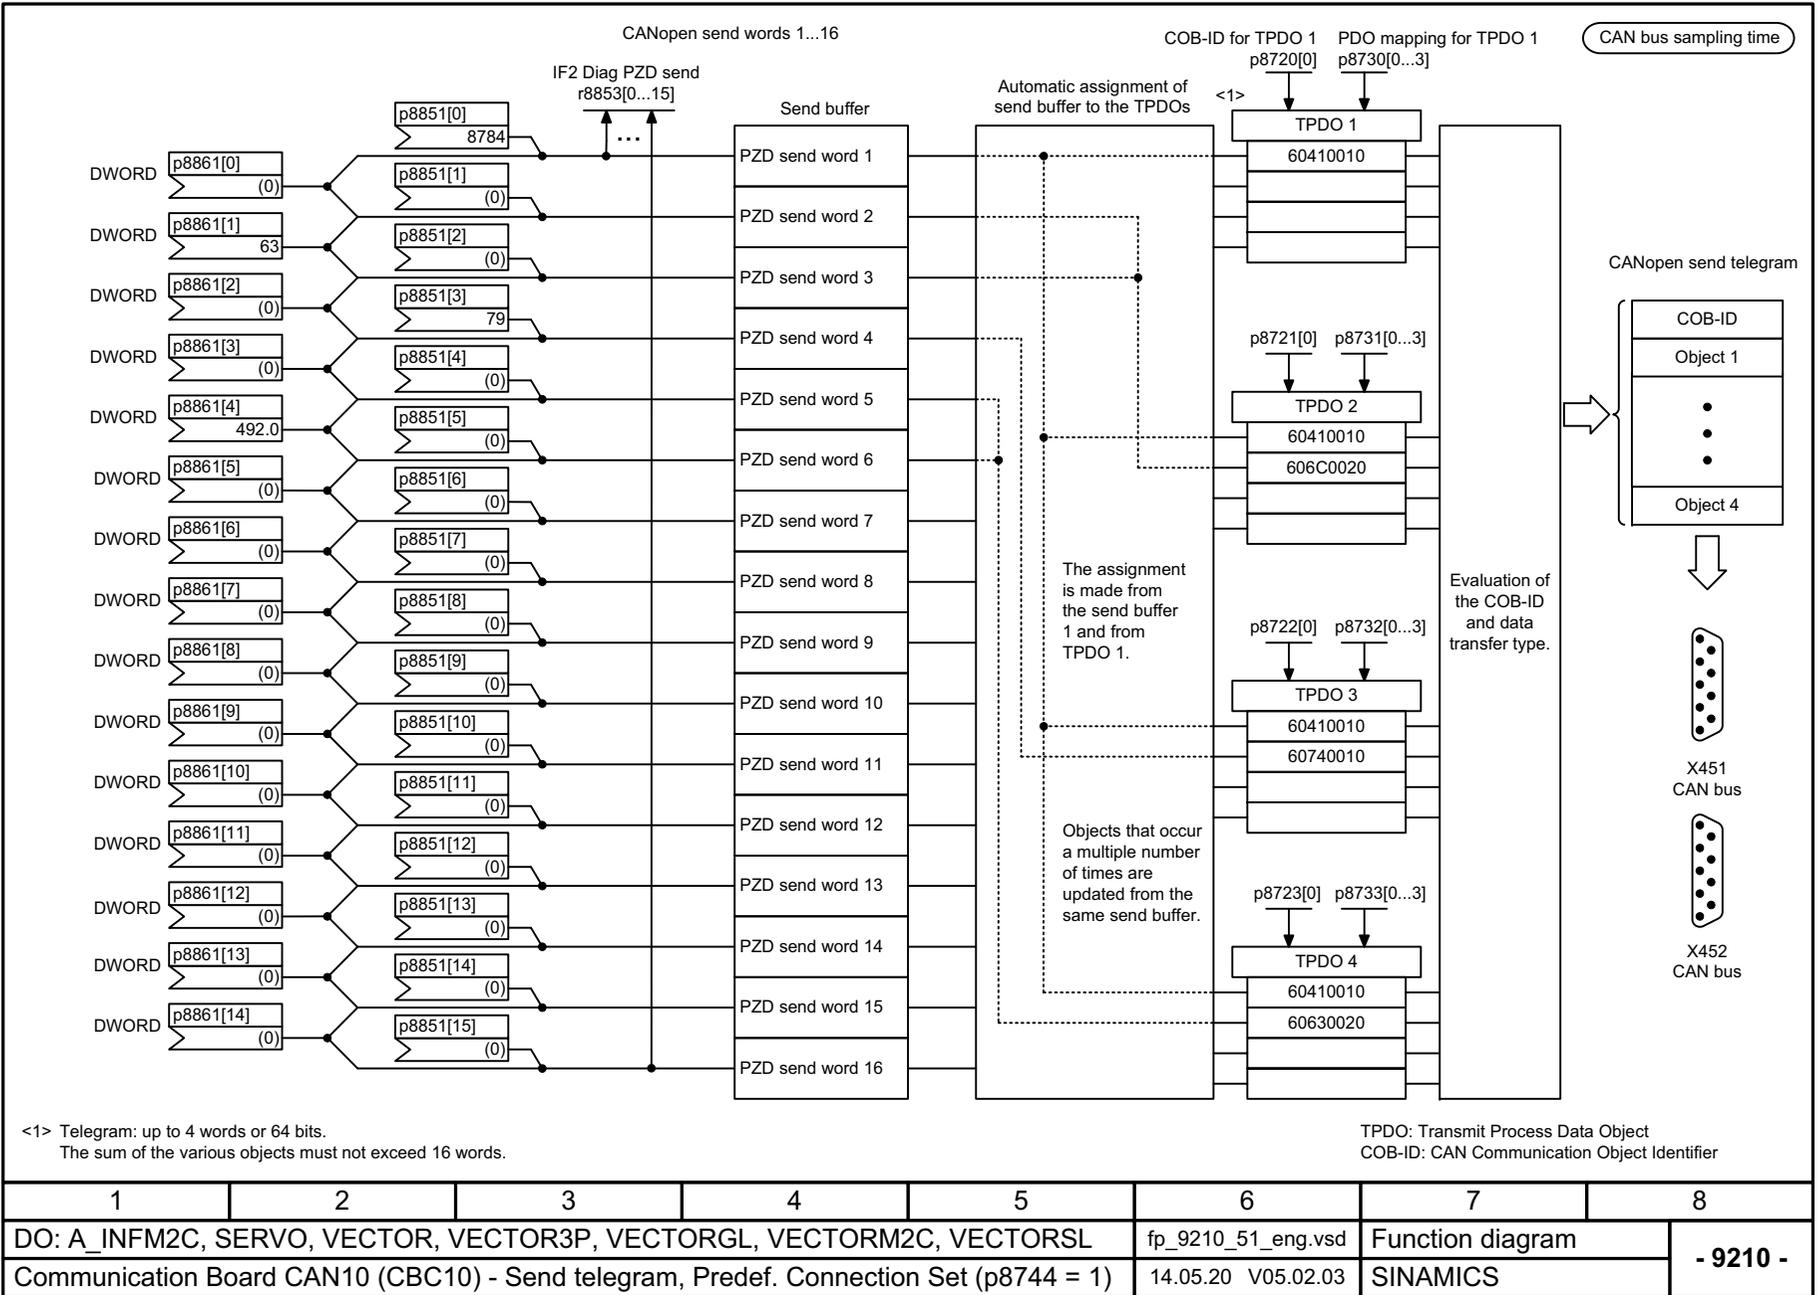 CANopen send words 1...16
COB-ID for TPDO 1
p8720[0]
PDO mapping for TPDO 1
p8730[0...3]
CAN bus sampling time
IF2 Diag PZD send
r8853[0...15]
...
Send buffer
Automatic assignment of
send buffer to the TPDOs
<1>
DWORD
p8861[0]
(0)
DWORD
p8861[1]
63
DWORD
p8861[2]
(0)
DWORD
p8861[3]
(0)
DWORD
p8861[4]
492.0
DWORD
p8861[5]
(0)
DWORD
p8861[6]
(0)
DWORD
p8861[7]
(0)
DWORD
p8861[8]
(0)
DWORD
p8861[9]
(0)
DWORD
p8861[10]
(0)
DWORD
p8861[11]
(0)
DWORD
p8861[12]
(0)
DWORD
p8861[13]
(0)
DWORD
p8861[14]
(0)
p8851[0]
8784
p8851[1]
(0)
p8851[2]
(0)
p8851[3]
79
p8851[4]
(0)
p8851[5]
(0)
p8851[6]
(0)
p8851[7]
(0)
p8851[8]
(0)
p8851[9]
(0)
p8851[10]
(0)
p8851[11]
(0)
p8851[12]
(0)
p8851[13]
(0)
p8851[14]
(0)
p8851[15]
(0)
PZD send word 1
PZD send word 2
PZD send word 3
PZD send word 4
PZD send word 5
PZD send word 6
PZD send word 7
PZD send word 8
PZD send word 9
PZD send word 10
PZD send word 11
PZD send word 12
PZD send word 13
PZD send word 14
PZD send word 15
PZD send word 16
The assignment
is made from
the send buffer
1 and from
TPDO 1.
Objects that occur
a multiple number
of times are
updated from the
same send buffer.
TPDO 1
60410010
p8721[0]
p8731[0...3]
TPDO 2
60410010
606C0020
p8722[0]
p8732[0...3]
TPDO 3
60410010
60740010
p8723[0]
p8733[0...3]
TPDO 4
60410010
60630020
Evaluation of
the COB-ID
and data
transfer type.
CANopen send telegram
COB-ID
Object 1
Object 4
X451
CAN bus
X452
CAN bus
<1> Telegram: up to 4 words or 64 bits.
The sum of the various objects must not exceed 16 words.
TPDO: Transmit Process Data Object
COB-ID: CAN Communication Object Identifier
1 2 3 4 5 6 7 8
DO: A_INFM2C, SERVO, VECTOR, VECTOR3P, VECTORGL, VECTORM2C, VECTORSL
fp_9210_51_eng.vsd
Function diagram
- 9210 -
Communication Board CAN10 (CBC10) - Send telegram, Predef. Connection Set (p8744 = 1)
14.05.20 V05.02.03
SINAMICS